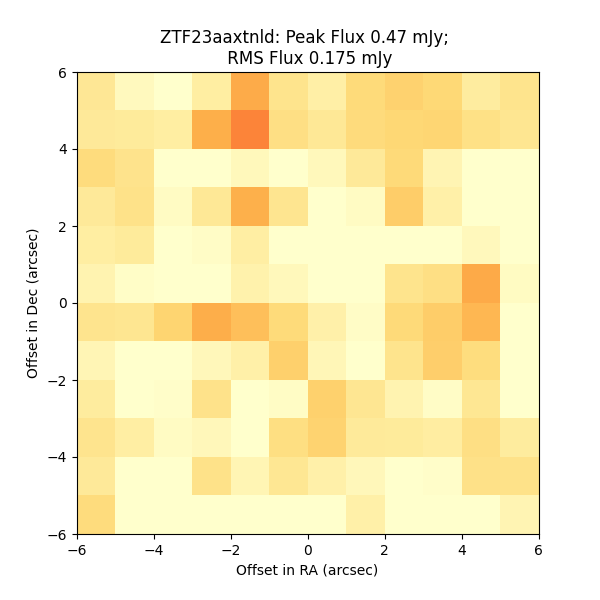 ZTF23aaxtnld: Peak Flux 0.47 mJy;
RMS Flux 0.175 mJy
6
4
2
0
−2
−4
−6
Offset in Dec (arcsec)
−6 −4 −2 0 2 4 6
Offset in RA (arcsec)